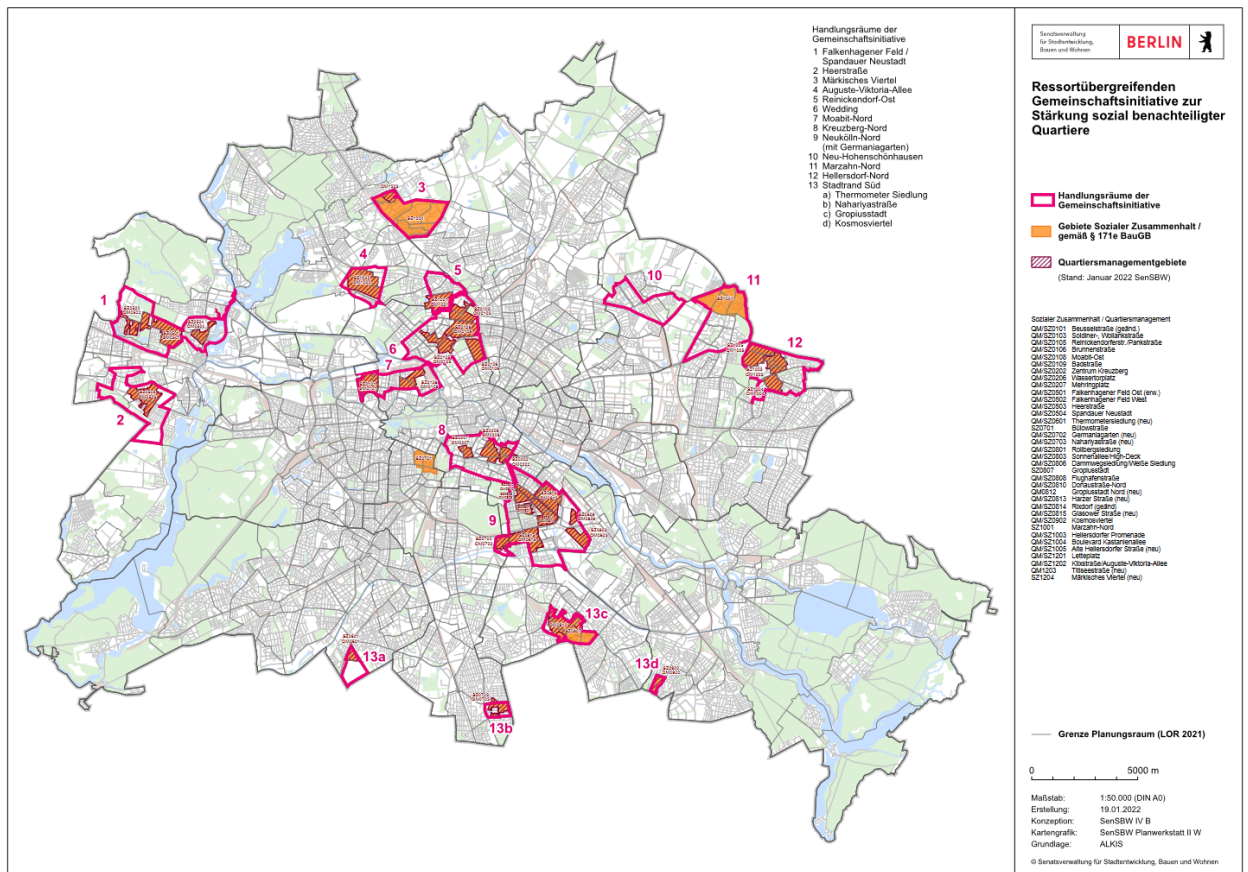 Handlungsräume der
Gemeinschaftsinitiative
1 Falkenhagener Feld /
Spandauer Neustadt
2 Heerstraße
3 Märkisches Viertel
4 Auguste-Viktoria-Allee
5 Reinickendorf-Ost
6 Wedding
7 Moabit-Nord
8 Kreuzberg-Nord
9 Neukölln-Nord
(mit Germaniagarten)
10 Neu-Hohenschönhausen
11 Marzahn-Nord
12 Hellersdorf-Nord
13 Stadtrand Süd
a) Thermometer Siedlung
b) Nahariyastraße
c) Gropiusstadt
d) Kosmosviertel
3
4
5
10
11
1
6
12
7
2
8
9
13c
13a
13d
13b
Senatsverwaltung
für Stadtentwicklung,
Bauen und Wohnen
BERLIN
Ressortübergreifenden
Gemeinschaftsinitiative zur
Stärkung sozial benachteiligter
Quartiere
Handlungsräume der
Gemeinschaftsinitiative
Gebiete Sozialer Zusammenhalt /
gemäß § 171e BauGB
Quartiersmanagementgebiete
(Stand: Januar 2022 SenSBW)
Sozialer Zusammenhalt / Quartiersmanagement
QM/SZ0101 Beusselstraße (geänd.)
QM/SZ0103 Soldiner-, Wollankstraße
QM/SZ0105 Reinickendorferstr./Pankstraße
QM/SZ0106 Brunnenstraße
QM/SZ0108 Moabit-Ost
QM/SZ0109 Badstraße
QM/SZ0202 Zentrum Kreuzberg
QM/SZ0206 Wassertorplatz
QM/SZ0207 Mehringplatz
QM/SZ0501 Falkenhagener Feld Ost (erw.)
QM/SZ0502 Falkenhagener Feld West
QM/SZ0503 Heerstraße
QM/SZ0504 Spandauer Neustadt
QM/SZ0601 Thermometersiedlung (neu)
SZ0701 Bülowstraße
QM/SZ0702 Germaniagarten (neu)
QM/SZ0703 Nahariyastraße (neu)
QM/SZ0801 Rollbergsiedlung
QM/SZ0803 Sonnenallee/High-Deck
QM/SZ0806 Dammwegsiedlung/Weiße Siedlung
SZ0807 Gropiusstadt
QM/SZ0808 Flughafenstraße
QM/SZ0810 Donaustraße-Nord
QM0812 Gropiusstadt Nord (neu)
QM/SZ0813 Harzer Straße (neu)
QM/SZ0814 Rixdorf (geänd)
QM/SZ0815 Glasower Straße (neu)
QM/SZ0902 Kosmosviertel
SZ1001 Marzahn-Nord
QM/SZ1003 Hellersdorfer Promenade
QM/SZ1004 Boulevard Kastanienallee
QM/SZ1005 Alte Hellersdorfer Straße (neu)
QM/SZ1201 Letteplatz
QM/SZ1202 Klixstraße/Auguste-Viktoria-Allee
QM1203 Titiseestraße (neu)
SZ1204 Märkisches Viertel (neu)
Grenze Planungsraum (LOR 2021)
0 5000 m
Maßstab: 1:50.000 (DIN A0)
Erstellung: 19.01.2022
Konzeption: SenSBW IV B
Kartengrafik: SenSBW Planwerkstatt II W
Grundlage: ALKIS
© Senatsverwaltung für Stadtentwicklung, Bauen und Wohnen